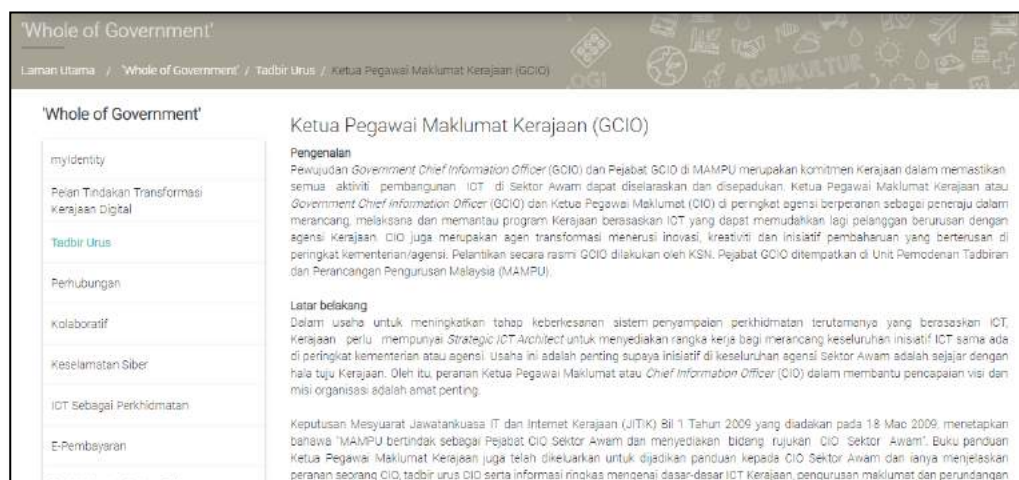 'Whole of Government'
Laman Utama / 'Whole of Government' / Tadbir Urus / Ketua Pegawai Maklumat Kerajaan (GCIO)
OGI
AGRIKULTUR
'Whole of Government'
myIdentity
Pelan Tindakan Transformasi
Kerajaan Digital
Tadbir Urus
Perhubungan
Kolaboratif
Keselamatan Siber
ICT Sebagai Perkhidmatan
E-Pembayaran
Ketua Pegawai Maklumat Kerajaan (GCIO)
Pengenalan
Pewujudan Government Chief Information Officer (GCIO) dan Pejabat GCIO di MAMPU merupakan komitmen Kerajaan dalam memastikan
semua aktiviti pembangunan ICT di Sektor Awam dapat diselaraskan dan disepadukan. Ketua Pegawai Maklumat Kerajaan atau
Government Chief Information Officer (GCIO) dan Ketua Pegawai Maklumat (CIO) di peringkat agensi berperanan sebagai peneraju dalam
merancang, melaksana dan memantau program Kerajaan berasaskan ICT yang dapat memudahkan lagi pelanggan berurusan dengan
agensi Kerajaan. CIO juga merupakan agen transformasi menerusi inovasi, kreativiti dan inisiatif pembaharuan yang berterusan di
peringkat kementerian/agensi. Pelantikan secara rasmi GCIO dilakukan oleh KSN. Pejabat GCIO ditempatkan di Unit Pemodenan Tadbiran
dan Perancangan Pengurusan Malaysia (MAMPU).
Latar belakang
Dalam usaha untuk meningkatkan tahap keberkesanan sistem penyampaian perkhidmatan terutamanya yang berasaskan ICT,
Kerajaan perlu mempunyai Strategic ICT Architect untuk menyediakan rangka kerja bagi merancang keseluruhan inisiatif ICT sama ada
di peringkat kementerian atau agensi. Usaha ini adalah penting supaya inisiatif di keseluruhan agensi Sektor Awam adalah sejajar dengan
hala tuju Kerajaan. Oleh itu, peranan Ketua Pegawai Maklumat atau Chief Information Officer (CIO) dalam membantu pencapaian visi dan
misi organisasi adalah amat penting.
Keputusan Mesyuarat Jawatankuasa IT dan Internet Kerajaan (JITIK) Bil 1 Tahun 2009 yang diadakan pada 18 Mac 2009, menetapkan
bahawa "MAMPU bertindak sebagai Pejabat CIO Sektor Awam dan menyediakan bidang rujukan CIO Sektor Awam". Buku panduan
Ketua Pegawai Maklumat Kerajaan juga telah dikeluarkan untuk dijadikan panduan kepada CIO Sektor Awam dan ianya menjelaskan
peranan seorang CIO, tadbir urus CIO serta informasi ringkas mengenai dasar-dasar ICT Kerajaan, pengurusan maklumat dan perundangan